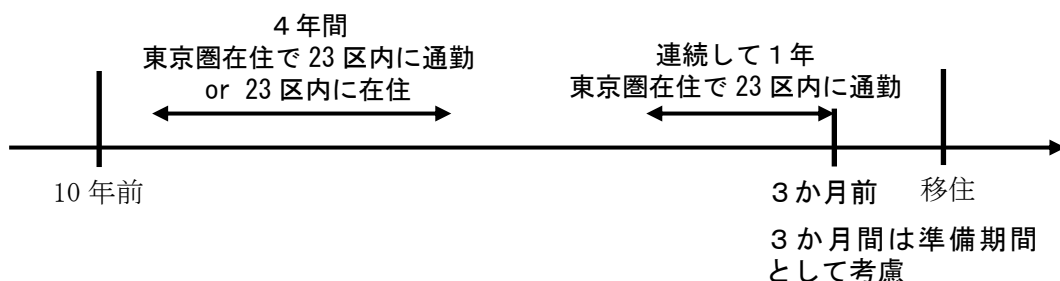 ４年間
東京圏在住で 23 区内に通勤
or 23 区内に在住
連続して１年
東京圏在住で 23 区内に通勤
10 年前
３か月前
移住
３か月間は準備期間
として考慮